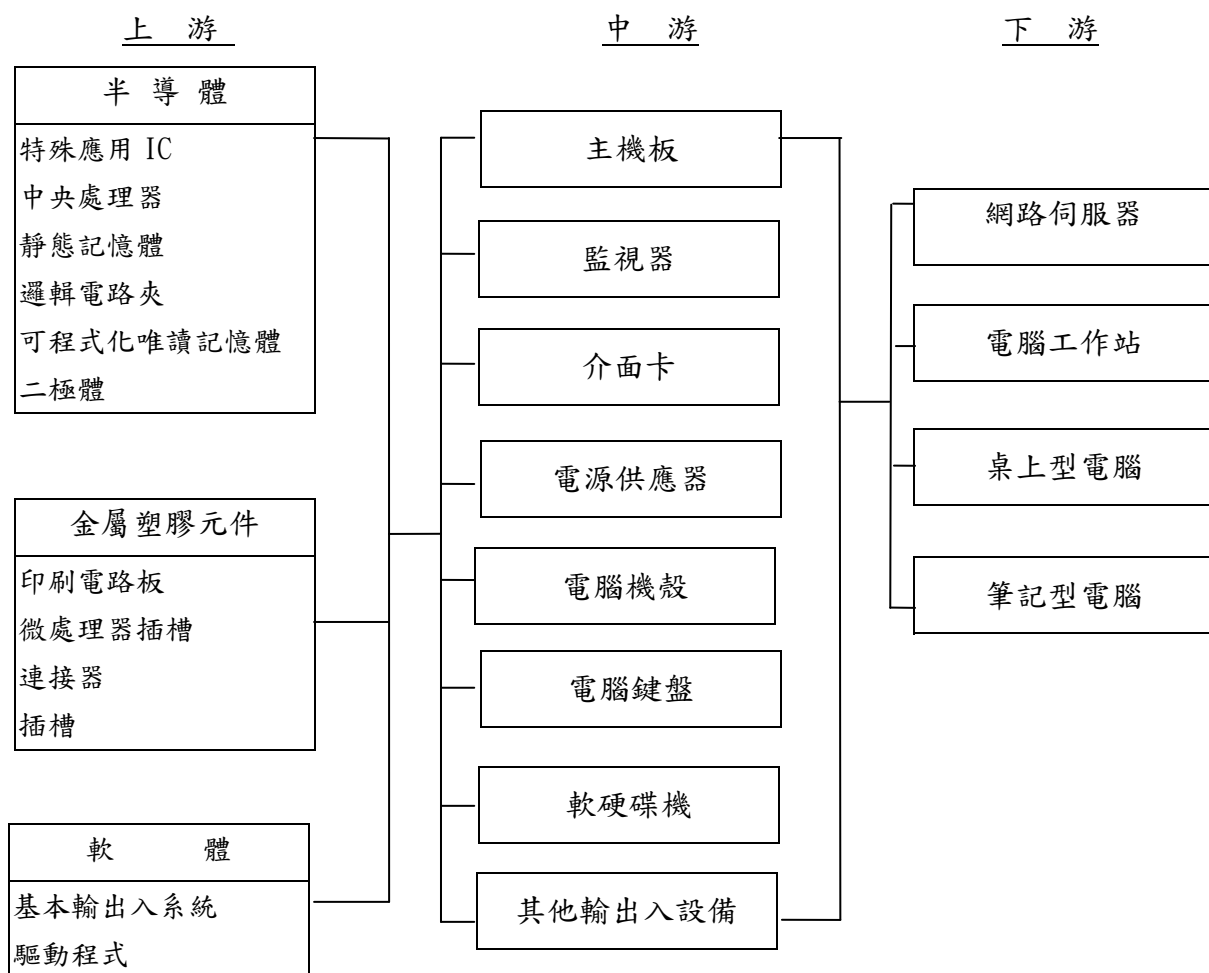 上 游
中 游
下 游
半 導 體
特殊應用 IC
中央處理器
靜態記憶體
邏輯電路夾
可程式化唯讀記憶體
二極體
金屬塑膠元件
印刷電路板
微處理器插槽
連接器
插槽
軟 體
基本輸出入系統
驅動程式
主機板
監視器
介面卡
電源供應器
電腦機殼
電腦鍵盤
軟硬碟機
其他輸出入設備
網路伺服器
電腦工作站
桌上型電腦
筆記型電腦